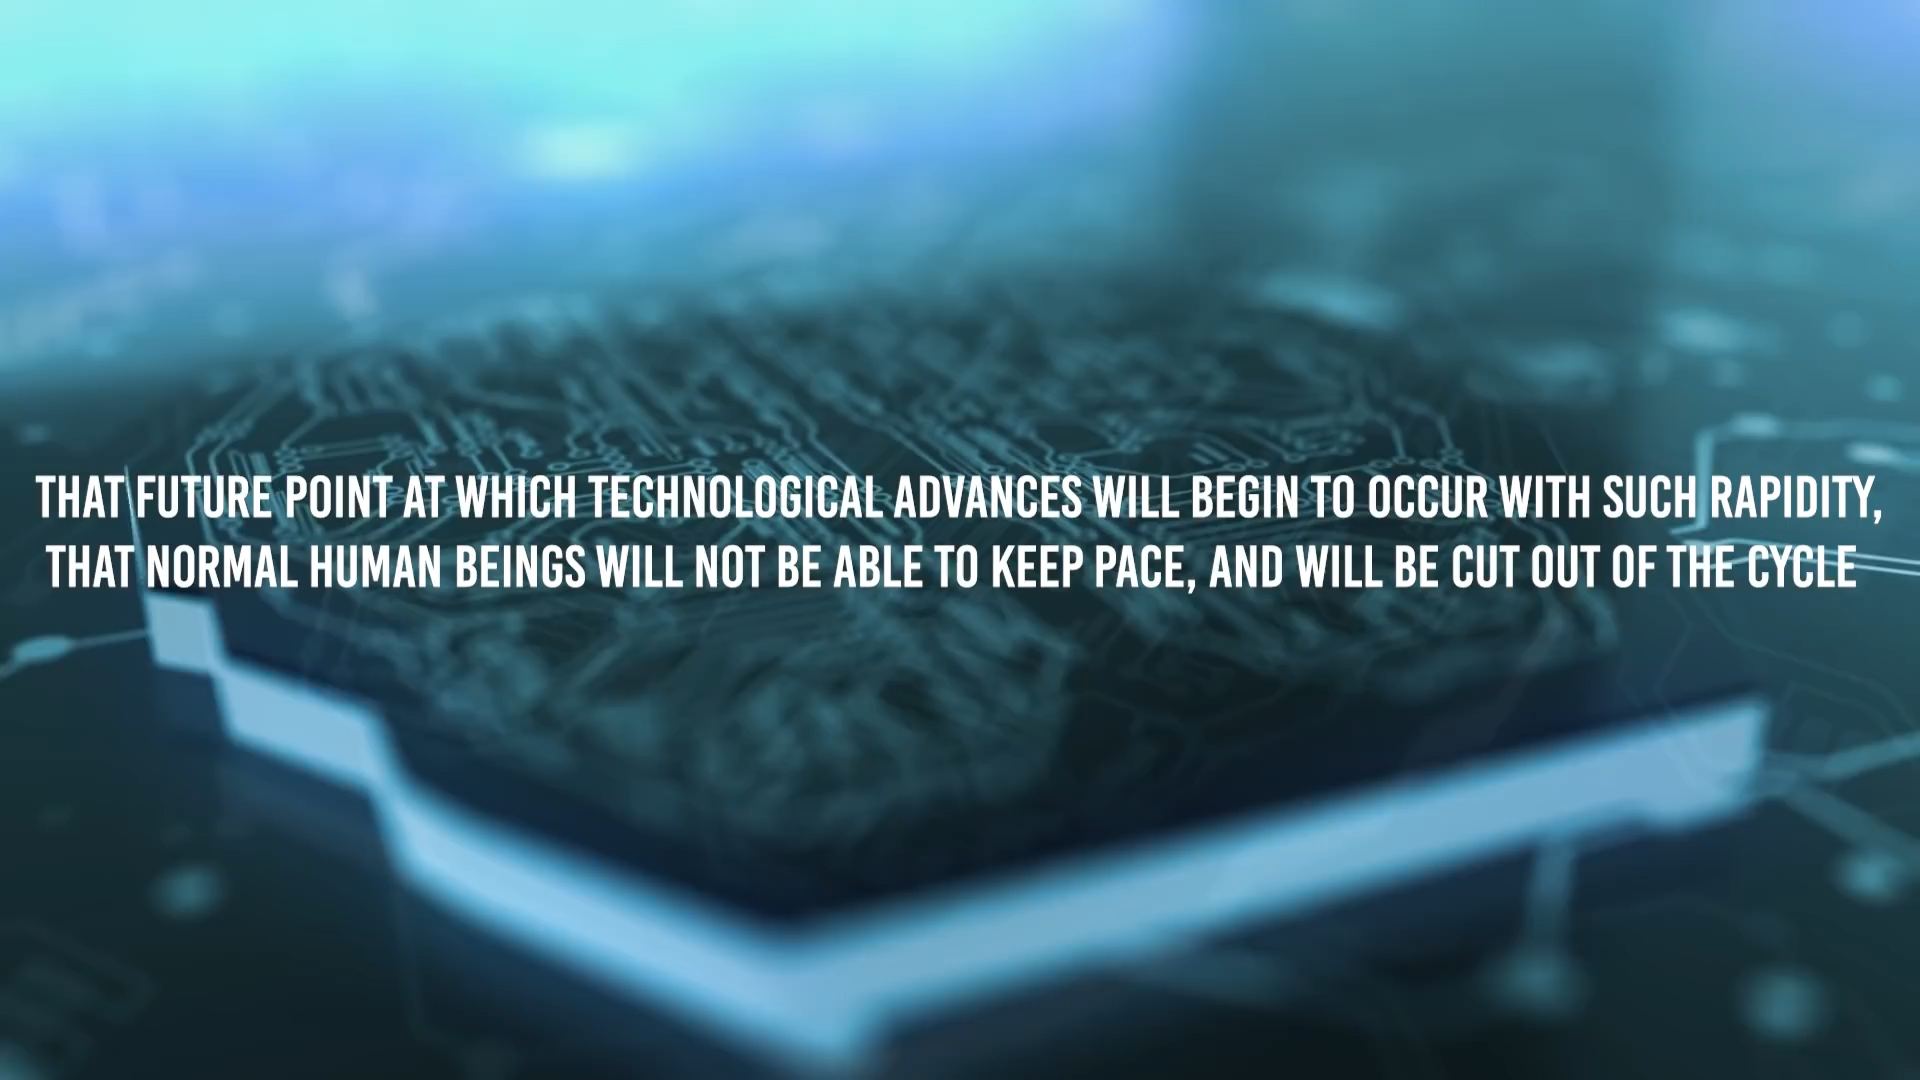 THAT FUTURE POINT AT WHICH TECHNOLOGICAL ADVANCES WILL BEGIN TO OCCUR WITH SUCH RAPIDITY,
THAT NORMAL HUMAN BEINGS WILL NOT BE ABLE TO KEEP PACE, AND WILL BE CUT OUT OF THE CYCLE